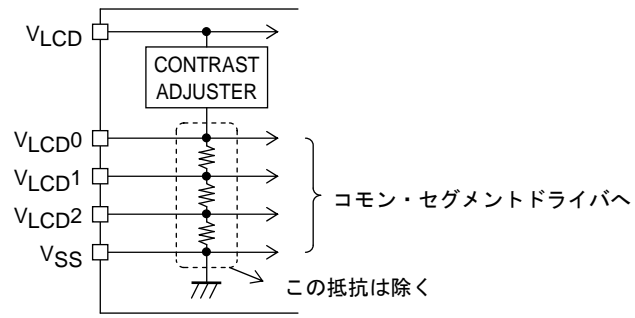 VLCD
CONTRAST
ADJUSTER
VLCD0
VLCD1
VLCD2
VSS
コモン・セグメントドライバへ
この抵抗は除く